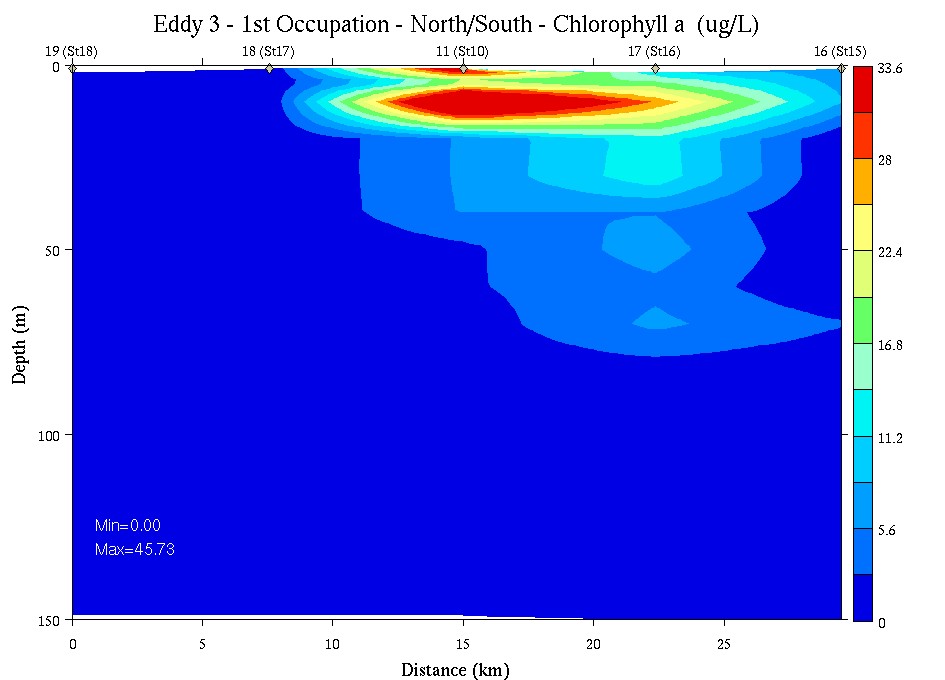 Eddy 3 - 1st Occupation - North/South - Chlorophyll a (ug/L)
19 (St18) 18 (St17) 11 (St10) 17 (St16) 16 (St15)
0
50
100
150
Depth (m)
Min=0.00
Max=45.73
0 5 10 15 20 25
Distance (km)
33.6
28
22.4
16.8
11.2
5.6
0